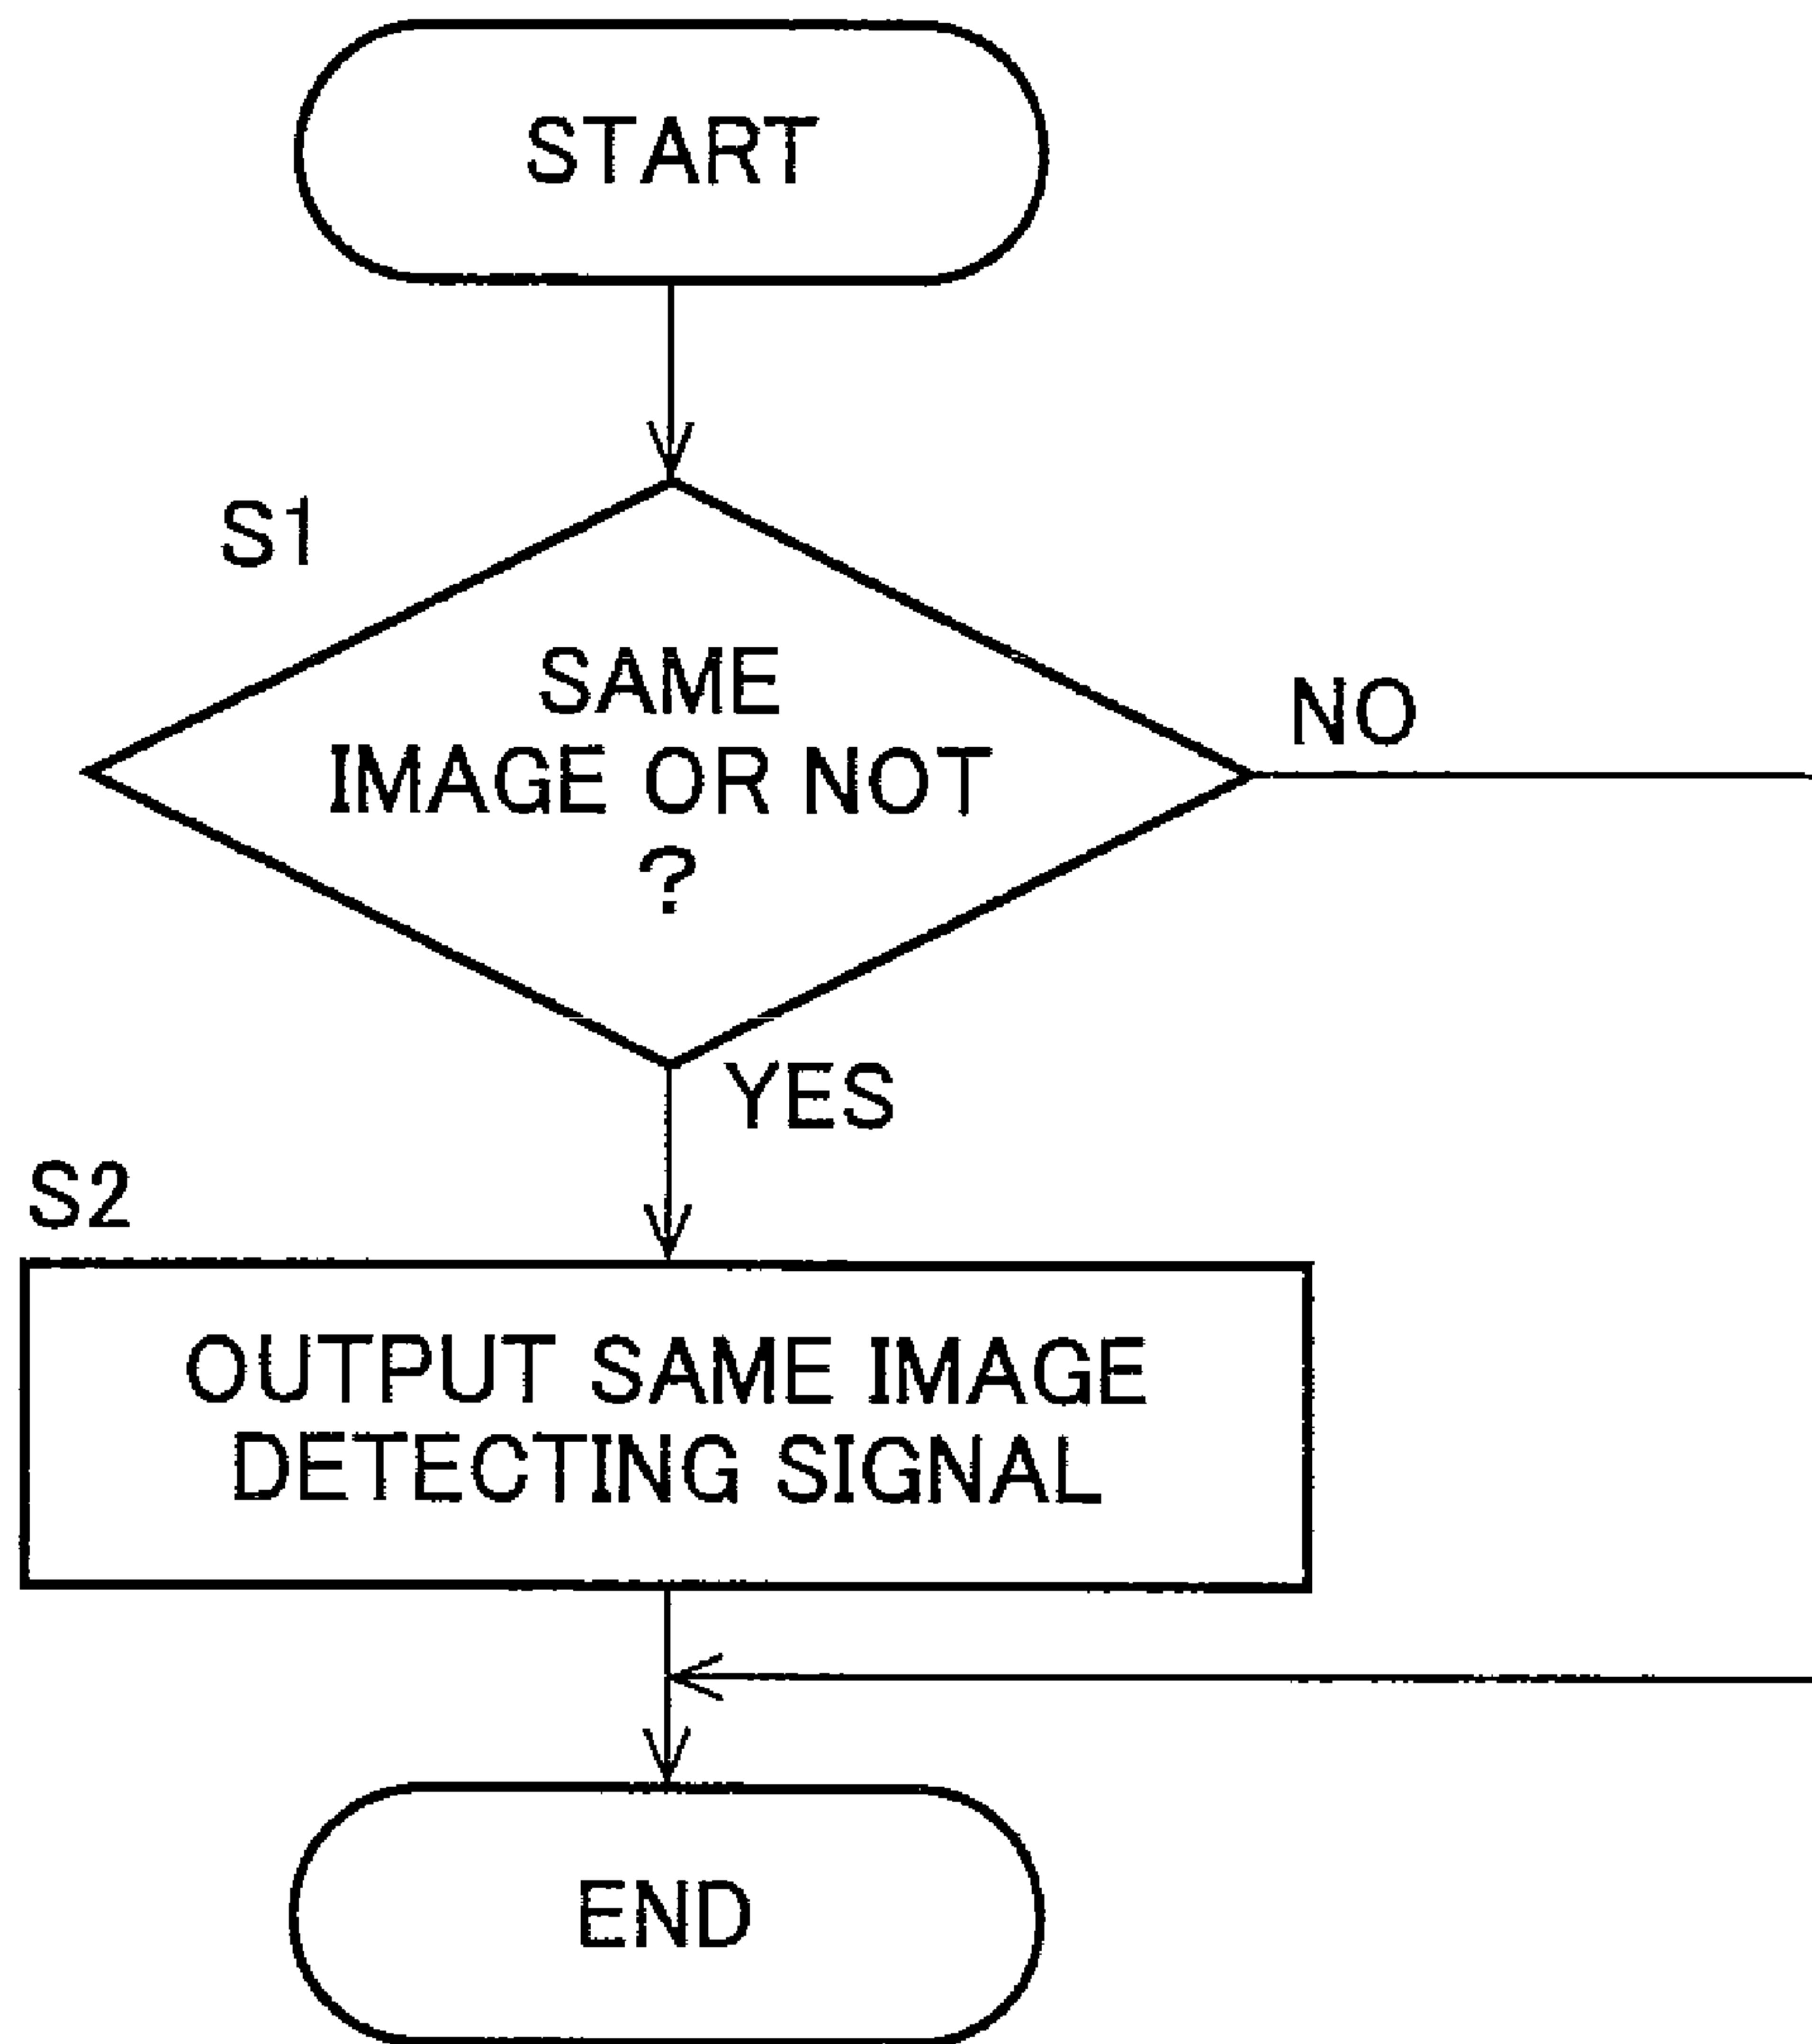 START
S1
SAME
IMAGE OR NOT
?
NO
YES
S2
OUTPUT SAME IMAGE
DETECTING SIGNAL
END